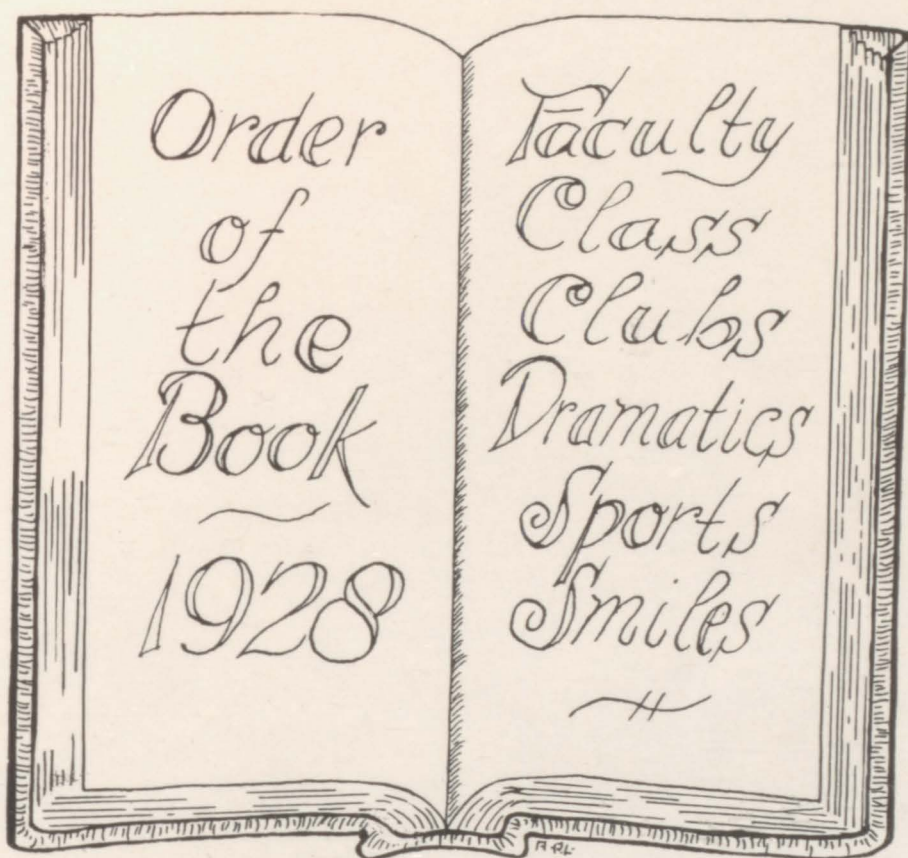 Order
of
the
Book
1928
Faculty
Class
Clubs
Dramatics
Sports
Smiles